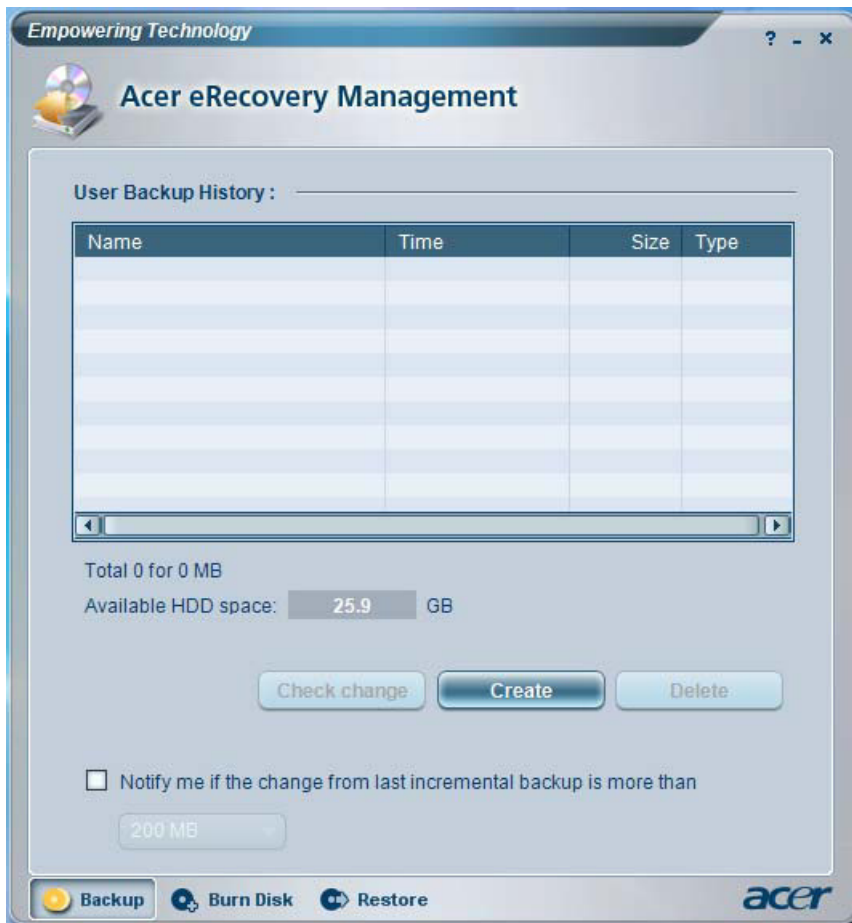 Empowering Technology
? - x
Acer eRecovery Management
User Backup History :
Name Time Size Type
Total 0 for 0 MB
Available HDD space: 25.9 GB
Check change Create Delete
Notify me if the change from last incremental backup is more than
200 MB
Backup Burn Disk Restore acer